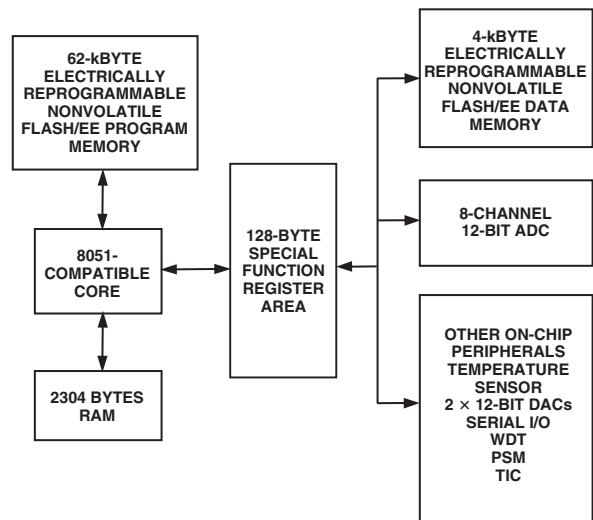 62-kBYTE
ELECTRICALLY
REPROGRAMMABLE
NONVOLATILE
FLASH/EE PROGRAM
MEMORY
8051-
COMPATIBLE
CORE
2304 BYTES
RAM
128-BYTE
SPECIAL
FUNCTION
REGISTER
AREA
4-kBYTE
ELECTRICALLY
REPROGRAMMABLE
NONVOLATILE
FLASH/EE DATA
MEMORY
8-CHANNEL
12-BIT ADC
OTHER ON-CHIP
PERIPHERALS
TEMPERATURE
SENSOR
2 × 12-BIT DACs
SERIAL I/O
WDT
PSM
TIC